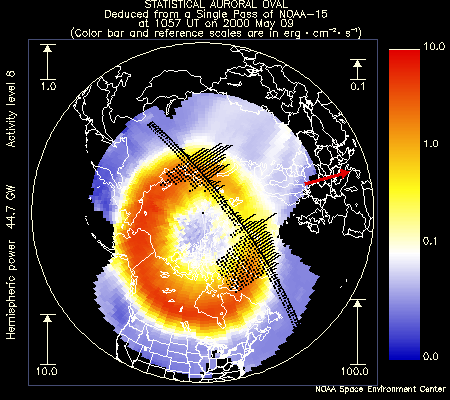 STATISTICAL AURORAL OVAL
Deduced from a Single Pass of NOAA-15
at 1057 UT on 2000 May 09
(Color bar and reference scales are in erg · cm⁻² · s⁻¹)
1.0
0.1
10.0
100.0
Hemispheric power 44.7 GW Activity level 8
10.0
1.0
0.1
0.0
NOAA Space Environment Center